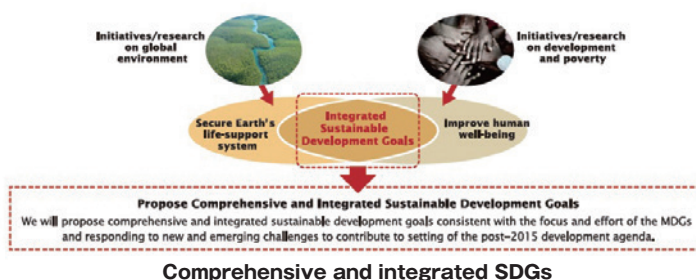 Initiatives/research
on global
environment
Initiatives/research
on development
and poverty
Secure Earth's
life-support
system
Integrated
Sustainable
Development Goals
Improve human
well-being
Propose Comprehensive and Integrated Sustainable Development Goals
We will propose comprehensive and integrated sustainable development goals consistent with the focus and effort of the MDGs
and responding to new and emerging challenges to contribute to setting of the post-2015 development agenda.
Comprehensive and integrated SDGs